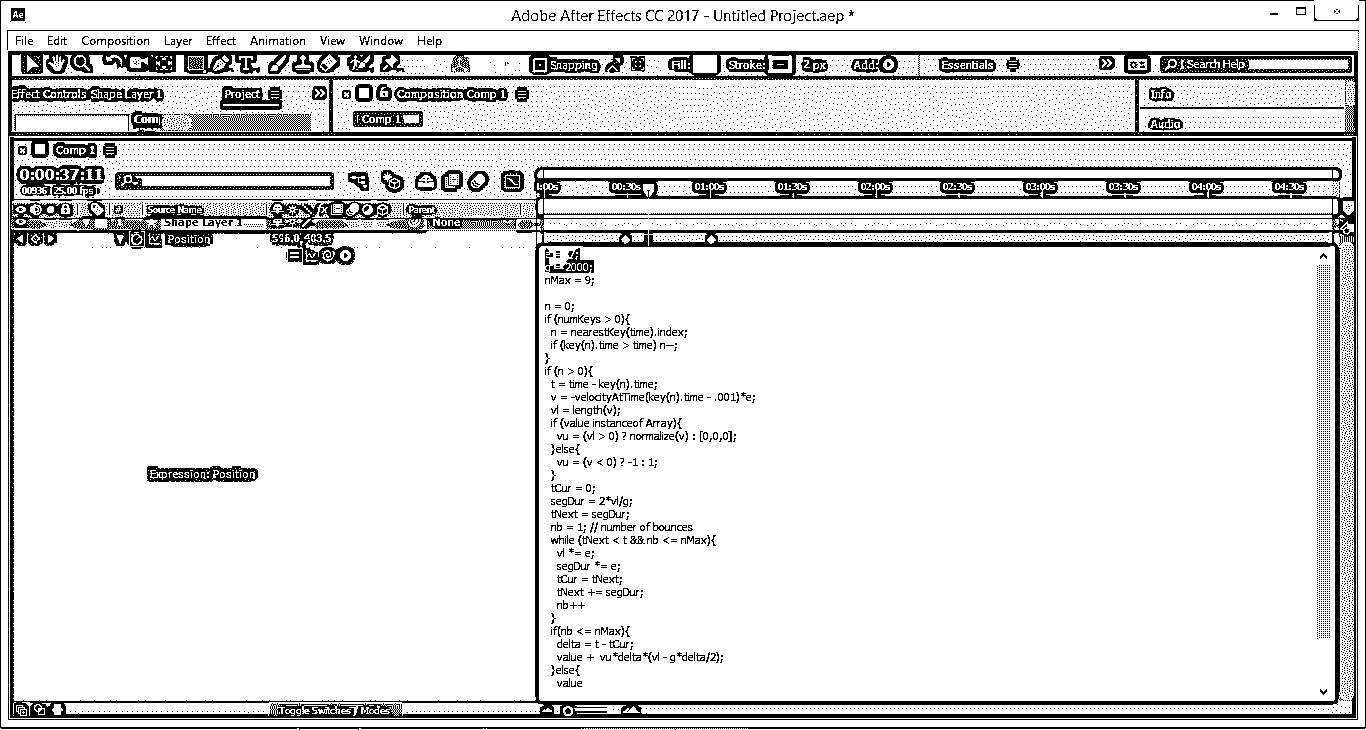 Ae
Adobe After Effects CC 2017 - Untitled Project.aep *
File Edit Composition Layer Effect Animation View Window Help
Snapping Fill: Stroke: 2 px Add: Essentials Search Help
Effect Controls Shape Layer 1 Project Composition Comp 1 Info
Com Comp 1 Audio
Comp 1
0:00:37:11
00936 (25.00 fps)
:00s 00:30s 01:00s 01:30s 02:00s 02:30s 03:00s 03:30s 04:00s 04:30s
# Source Name Parent
Shape Layer 1 None
Position
Expression: Position
g = 2000;
nMax = 9;
n = 0;
if (numKeys > 0){
n = nearestKey(time).index;
if (key(n).time > time) n--;
}
if (n > 0){
t = time - key(n).time;
v = -velocityAtTime(key(n).time - .001)*e;
vl = length(v);
if (value instanceof Array){
vu = (vl > 0) ? normalize(v) : [0,0,0];
}else{
vu = (v < 0) ? -1 : 1;
}
tCur = 0;
segDur = 2*vl/g;
tNext = segDur;
nb = 1; // number of bounces
while (tNext < t && nb <= nMax){
vl *= e;
segDur *= e;
tCur = tNext;
tNext += segDur;
nb++
}
if(nb <= nMax){
delta = t - tCur;
value + vu*delta*(vl - g*delta/2);
}else{
value
Toggle Switches / Modes